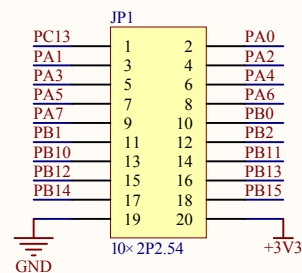 JP1
PC13 1 2 PA0
PA1 3 4 PA2
PA3 5 6 PA4
PA5 7 8 PA6
PA7 9 10 PB0
PB1 11 12 PB2
PB10 13 14 PB11
PB12 15 16 PB13
PB14 17 18 PB15
19 20
10×2P2.54
+3V3
GND